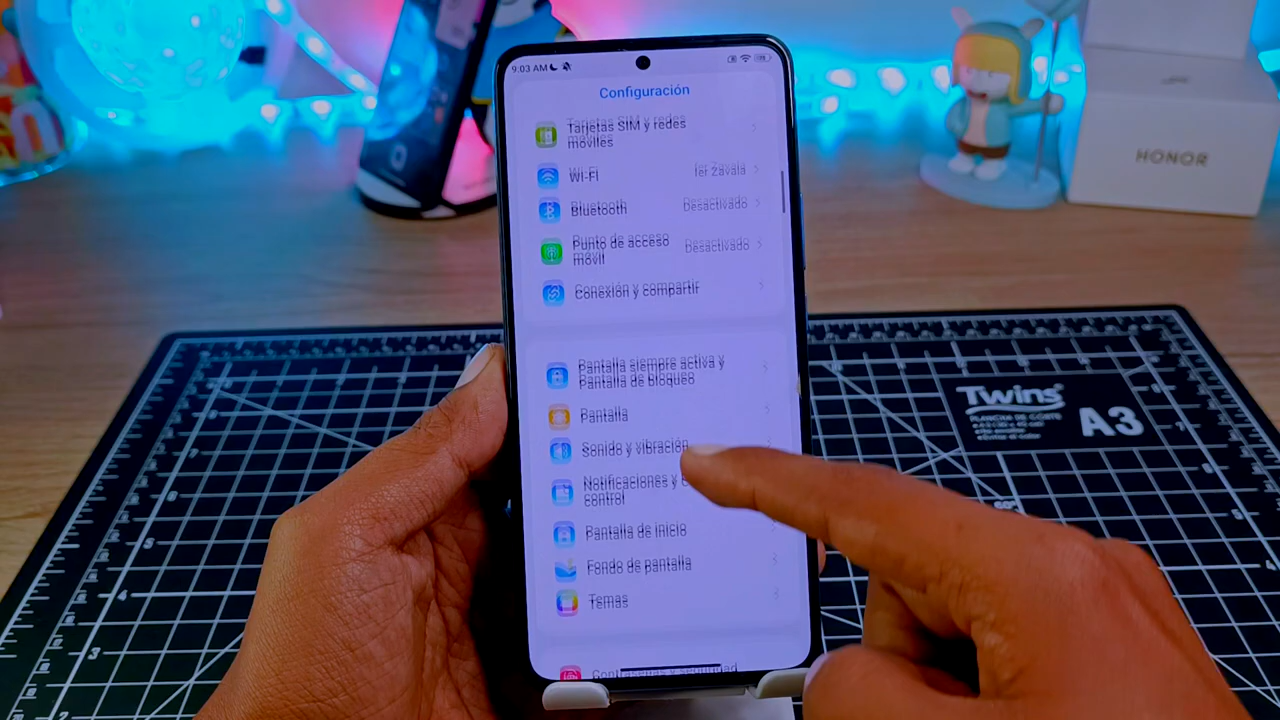 9:03 AM
Configuración
Tarjetas SIM y redes
móviles
Wi-Fi
Bluetooth
Desactivado
Punto de acceso
móvil
Desactivado
Conexión y compartir
Pantalla siempre activa y
Pantalla de bloqueo
Pantalla
Sonido y vibración
Notificaciones y
control
Pantalla de inicio
Fondo de pantalla
Temas
Contraseñas y seguridad
HONOR
Twins
PLANCHA DE CORTE
A3